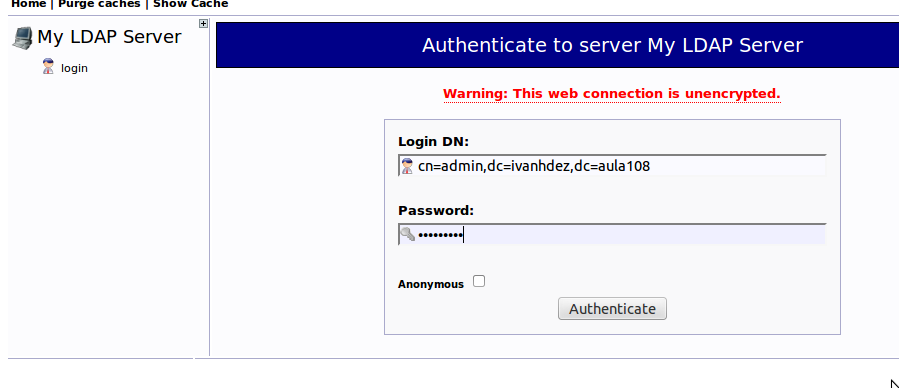 Home | Purge caches | Show Cache
My LDAP Server
login
Authenticate to server My LDAP Server
Warning: This web connection is unencrypted.
Login DN:
cn=admin,dc=ivanhdez,dc=aula108
Password:
•••••••••
Anonymous
Authenticate